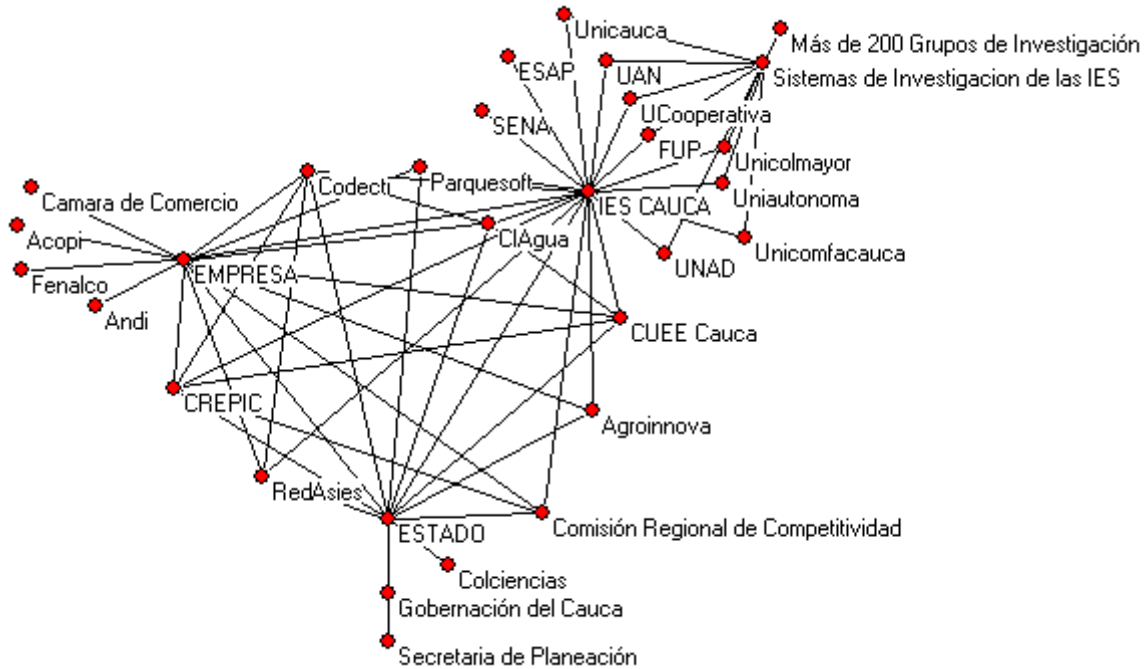 Unicauca
Más de 200 Grupos de Investigación
ESAP
UAN
Sistemas de Investigacion de las IES
SENA
UCooperativa
FUP
Unicolmayor
Codecti
Parquesoft
Camara de Comercio
IES CAUCA
Uniautonoma
Acopi
CIAgua
Unicomfacauca
EMPRESA
UNAD
Fenalco
Andi
CUEE Cauca
CREPIC
Agroinnova
RedAsies
ESTADO
Comisión Regional de Competitividad
Colciencias
Gobernación del Cauca
Secretaria de Planeación